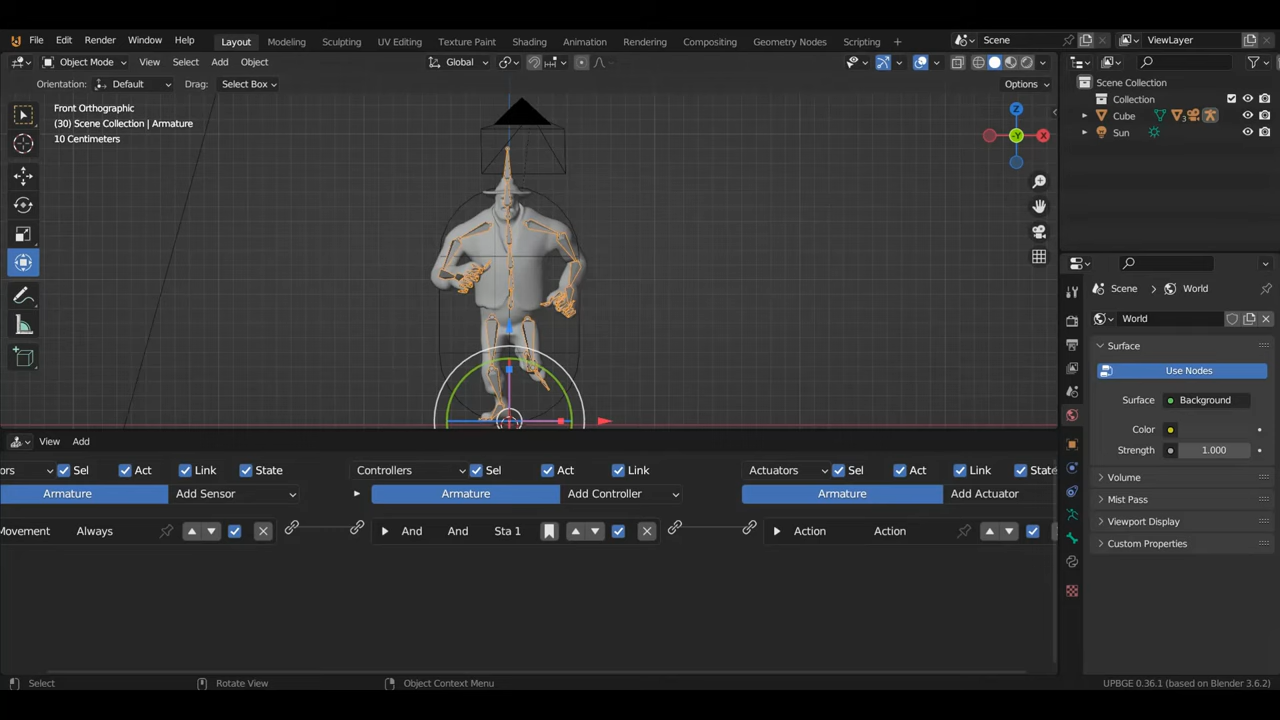 File Edit Render Window Help Layout Modeling Sculpting UV Editing Texture Paint Shading Animation Rendering Compositing Geometry Nodes Scripting + Scene ViewLayer
Object Mode View Select Add Object Global
Orientation: Default Drag: Select Box Options
Front Orthographic
(30) Scene Collection | Armature
10 Centimeters
Z
X
-Y
Scene Collection
Collection
Cube 3
Sun
Scene > World
World
Surface
Use Nodes
Surface: Background
Color
Strength 1.000
Volume
Mist Pass
Viewport Display
Custom Properties
View Add
ors Sel Act Link State Controllers Sel Act Link Actuators Sel Act Link State
Armature Add Sensor Armature Add Controller Armature Add Actuator
Movement Always And And Sta 1 Action Action
Select Rotate View Object Context Menu UPBGE 0.36.1 (based on Blender 3.6.2)